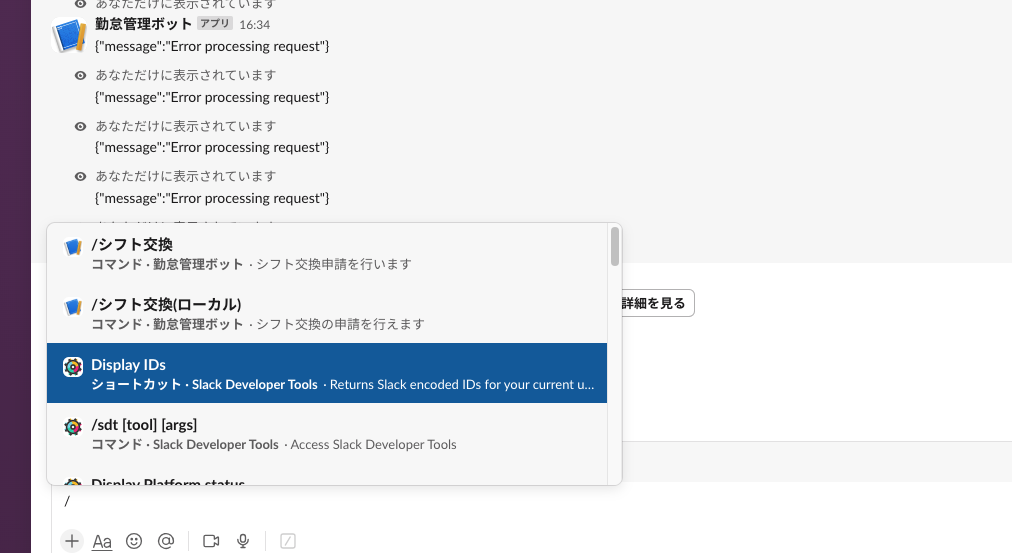 あなただけに表示されています
勤怠管理ボット アプリ 16:34
{"message":"Error processing request"}
あなただけに表示されています
{"message":"Error processing request"}
あなただけに表示されています
{"message":"Error processing request"}
あなただけに表示されています
{"message":"Error processing request"}
/シフト交換
コマンド · 勤怠管理ボット · シフト交換申請を行います
/シフト交換(ローカル)
コマンド · 勤怠管理ボット · シフト交換の申請を行えます
詳細を見る
Display IDs
ショートカット · Slack Developer Tools · Returns Slack encoded IDs for your current u...
/sdt [tool] [args]
コマンド · Slack Developer Tools · Access Slack Developer Tools
Display Platform status
/
Aa